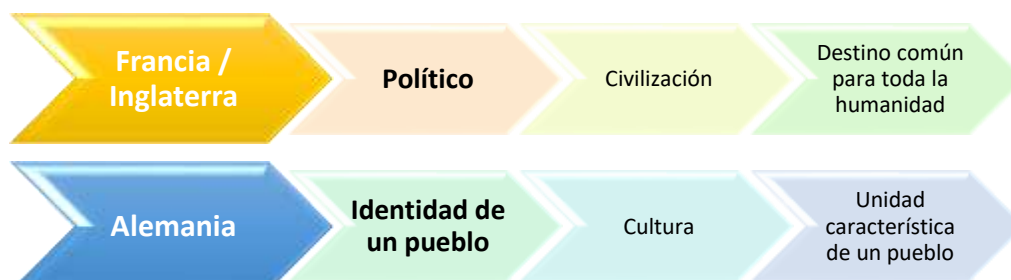 Francia /
Inglaterra
Político
Civilización
Destino común
para toda la
humanidad
Alemania
Identidad de
un pueblo
Cultura
Unidad
característica
de un pueblo